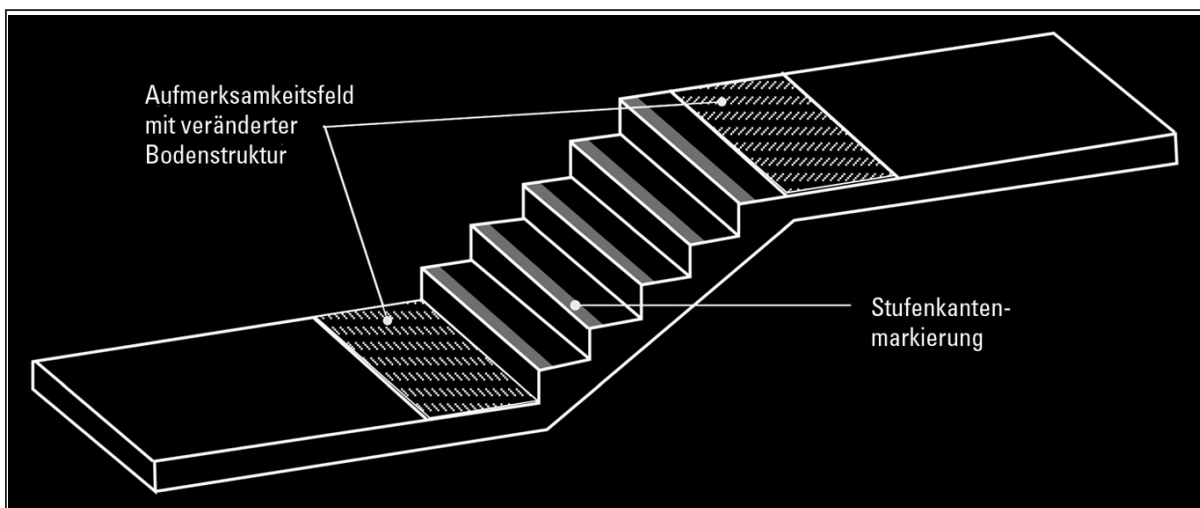 Aufmerksamkeitsfeld
mit veränderter
Bodenstruktur
Stufenkanten-
markierung